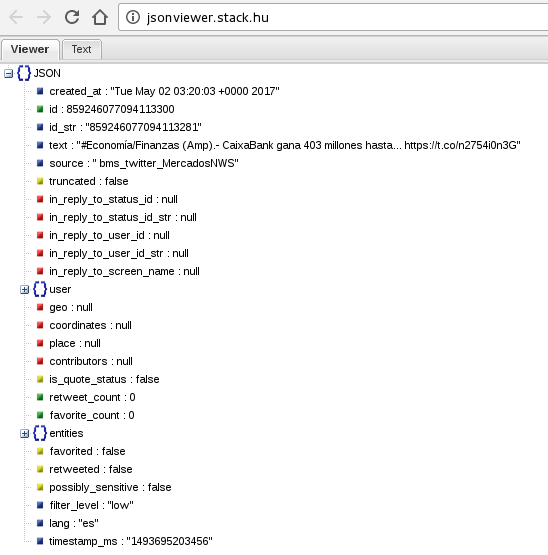 jsonviewer.stack.hu
Viewer Text
JSON
created_at : "Tue May 02 03:20:03 +0000 2017"
id : 859246077094113300
id_str : "859246077094113281"
text : "#Economía/Finanzas (Amp).- CaixaBank gana 403 millones hasta... https://t.co/n2754i0n3G"
source : " bms_twitter_MercadosNWS"
truncated : false
in_reply_to_status_id : null
in_reply_to_status_id_str : null
in_reply_to_user_id : null
in_reply_to_user_id_str : null
in_reply_to_screen_name : null
user
geo : null
coordinates : null
place : null
contributors : null
is_quote_status : false
retweet_count : 0
favorite_count : 0
entities
favorited : false
retweeted : false
possibly_sensitive : false
filter_level : "low"
lang : "es"
timestamp_ms : "1493695203456"